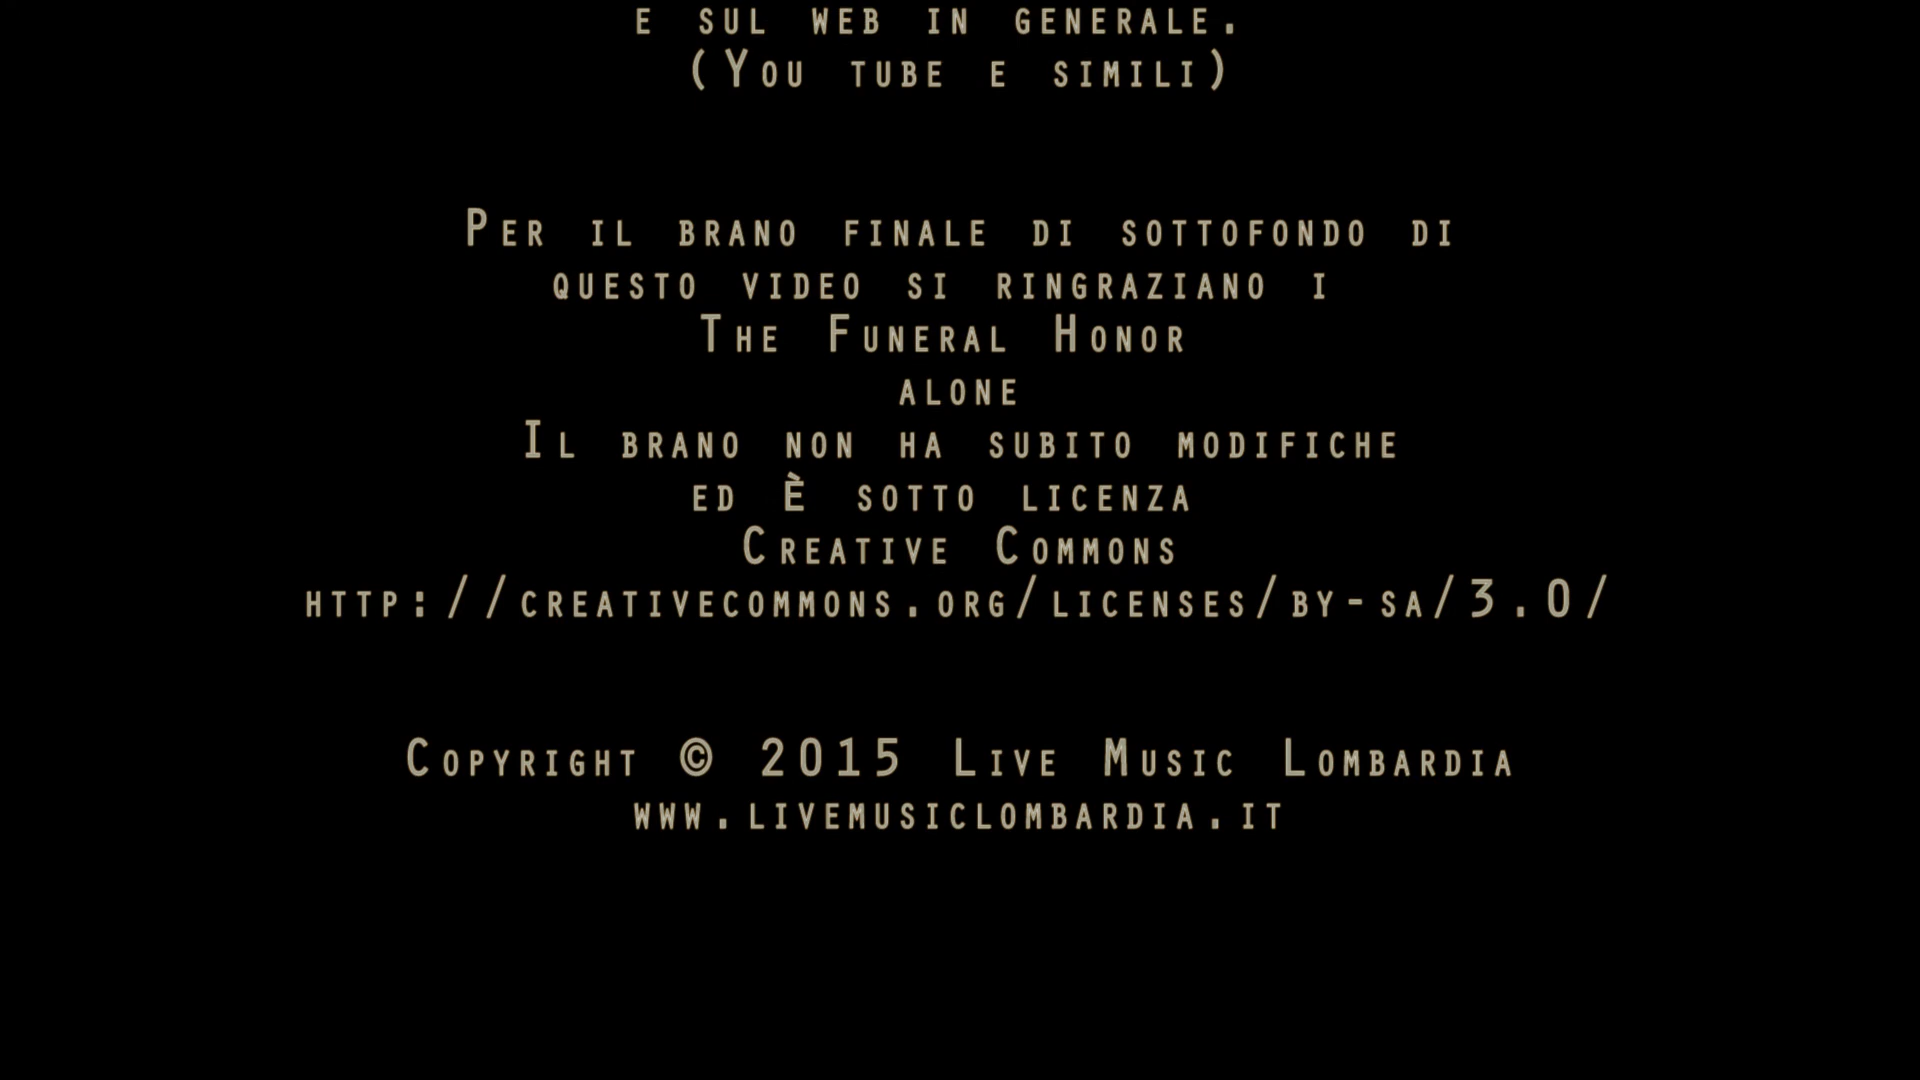 e sul web in generale.
(You tube e simili)
Per il brano finale di sottofondo di
questo video si ringraziano i
The Funeral Honor
alone
Il brano non ha subito modifiche
ed è sotto licenza
Creative Commons
http://creativecommons.org/licenses/by-sa/3.0/
Copyright © 2015 Live Music Lombardia
www.livemusiclombardia.it